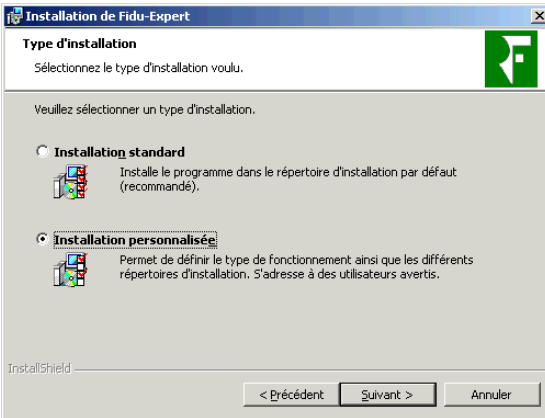 Installation de Fidu-Expert
Type d'installation
Sélectionnez le type d'installation voulu.
Veuillez sélectionner un type d'installation.
Installation standard
Installe le programme dans le répertoire d'installation par défaut
(recommandé).
Installation personnalisée
Permet de définir le type de fonctionnement ainsi que les différents
répertoires d'installation. S'adresse à des utilisateurs avertis.
InstallShield
< Précédent Suivant > Annuler